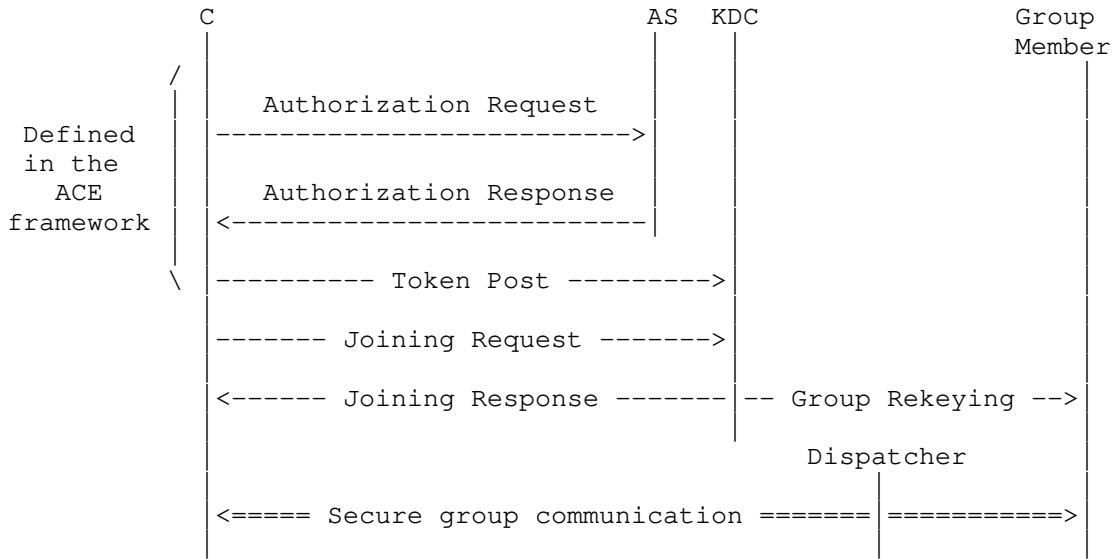 C AS KDC Group
Member
Authorization Request
Defined
in the
ACE Authorization Response
framework
Token Post
Joining Request
Joining Response Group Rekeying
Dispatcher
Secure group communication